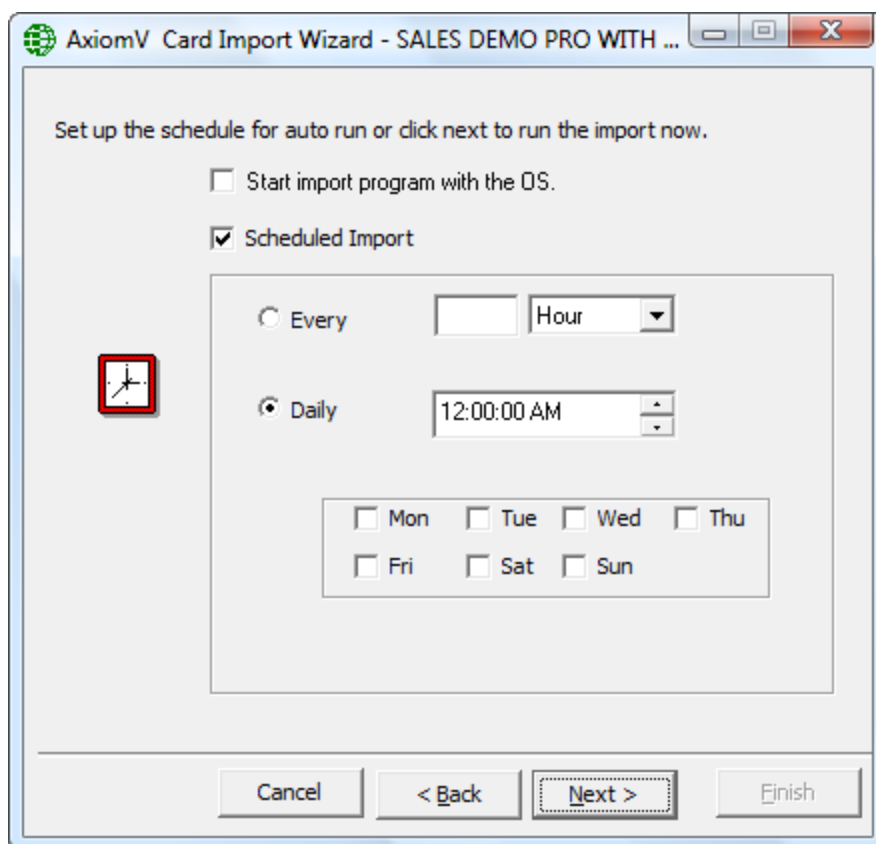 AxiomV Card Import Wizard - SALES DEMO PRO WITH ...
Set up the schedule for auto run or click next to run the import now.
Start import program with the OS.
Scheduled Import
Every Hour
Daily 12:00:00 AM
Mon Tue Wed Thu
Fri Sat Sun
Cancel < Back Next > Finish